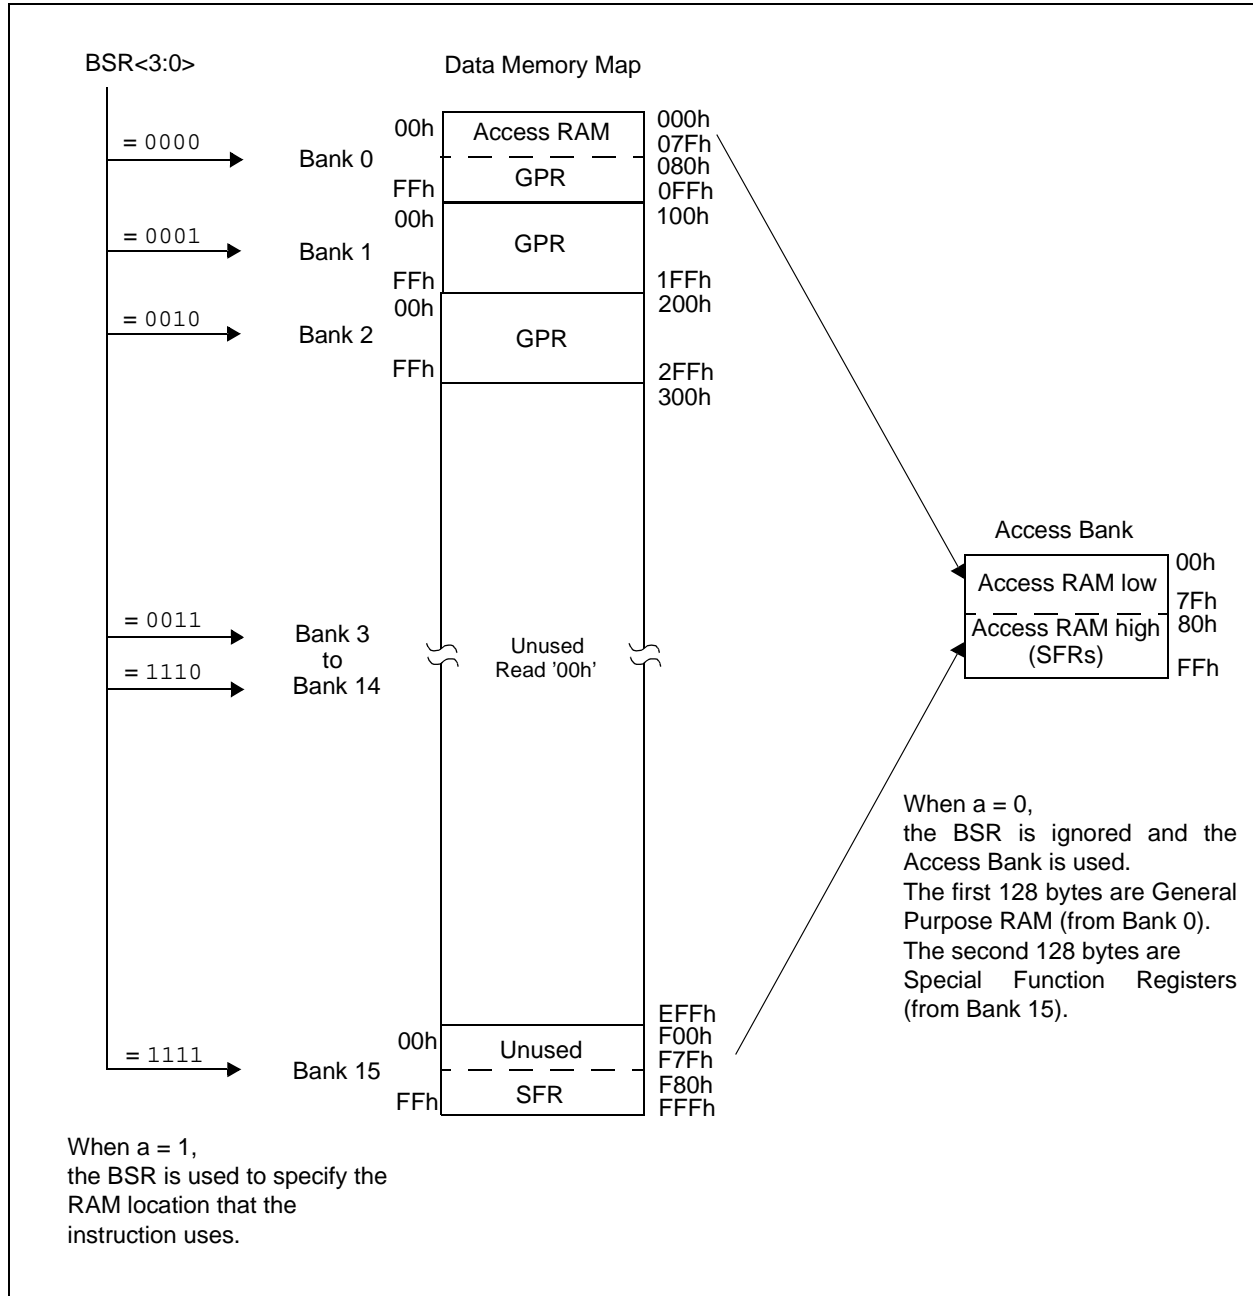 BSR<3:0>
Data Memory Map
= 0000
Bank 0
00h
FFh
Access RAM
GPR
000h
07Fh
080h
0FFh
= 0001
Bank 1
00h
FFh
GPR
100h
1FFh
= 0010
Bank 2
00h
FFh
GPR
200h
2FFh
300h
= 0011
= 1110
Bank 3
to
Bank 14
Unused
Read '00h'
EFFh
= 1111
Bank 15
00h
FFh
Unused
SFR
F00h
F7Fh
F80h
FFFh
Access Bank
Access RAM low
Access RAM high
(SFRs)
00h
7Fh
80h
FFh
When a = 0,
the BSR is ignored and the
Access Bank is used.
The first 128 bytes are General
Purpose RAM (from Bank 0).
The second 128 bytes are
Special Function Registers
(from Bank 15).
When a = 1,
the BSR is used to specify the
RAM location that the
instruction uses.